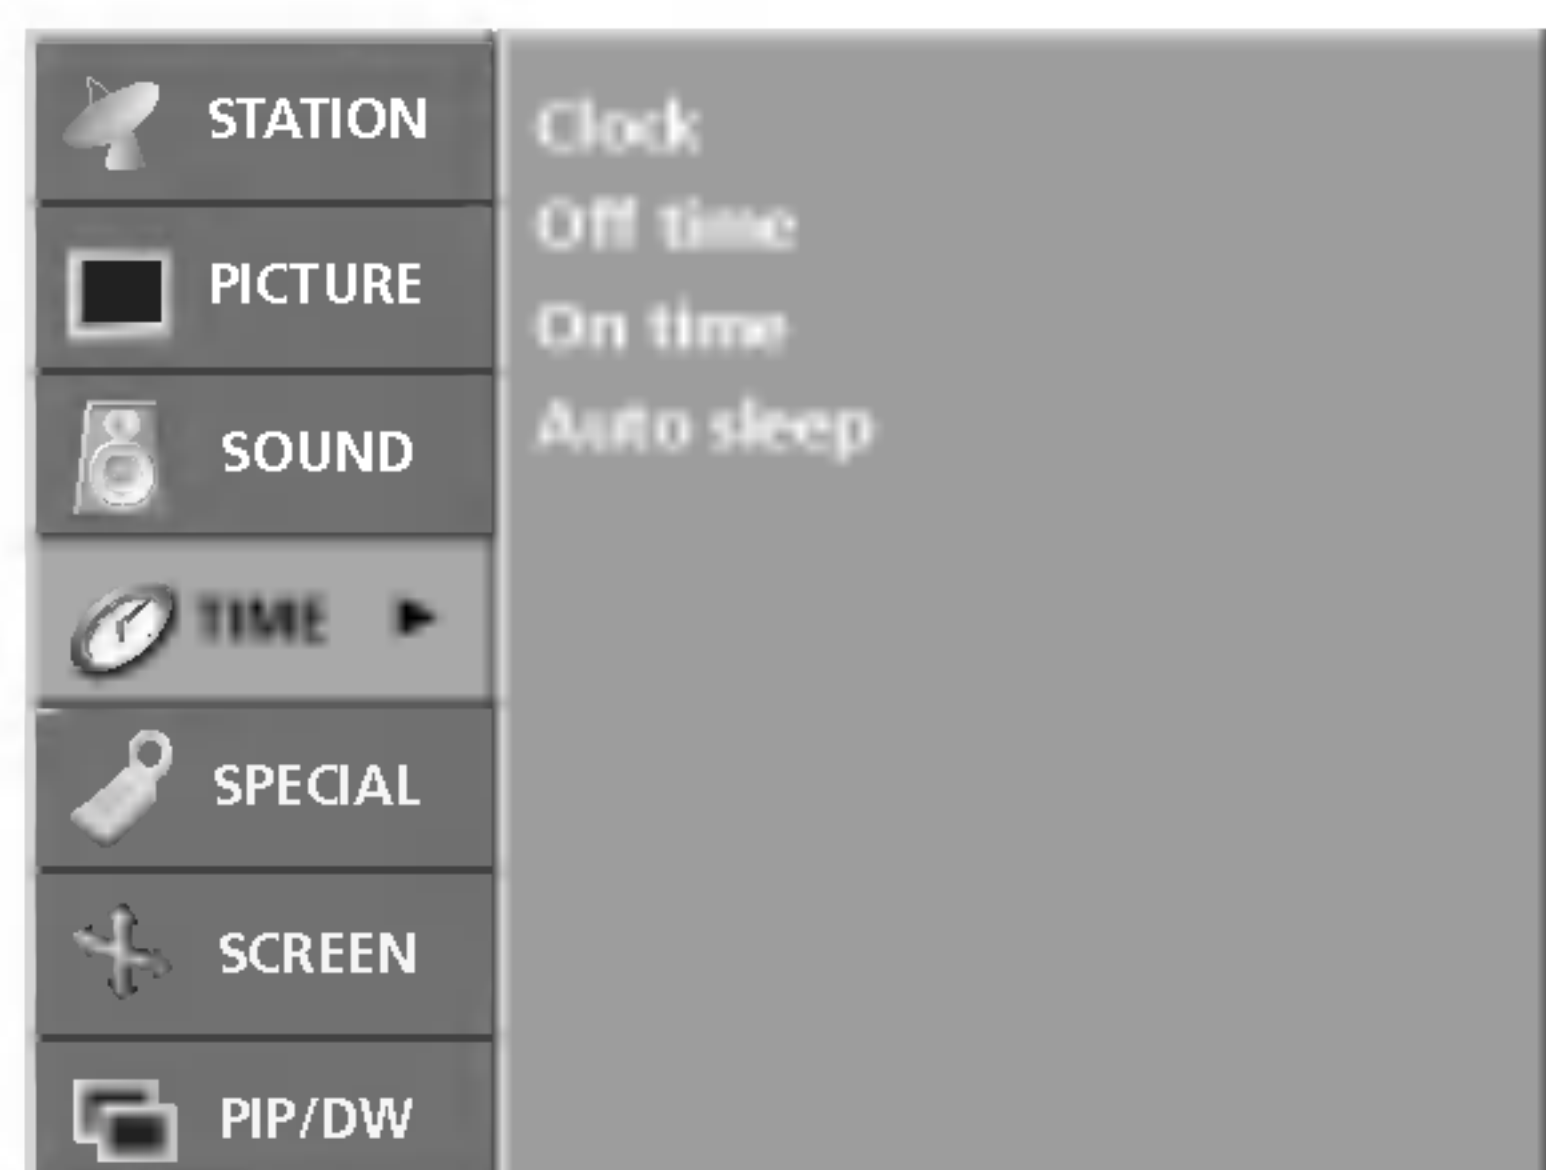 STATION
PICTURE
SOUND
TIME ►
SPECIAL
SCREEN
PIP/DW
Clock
Off time
On time
Auto sleep